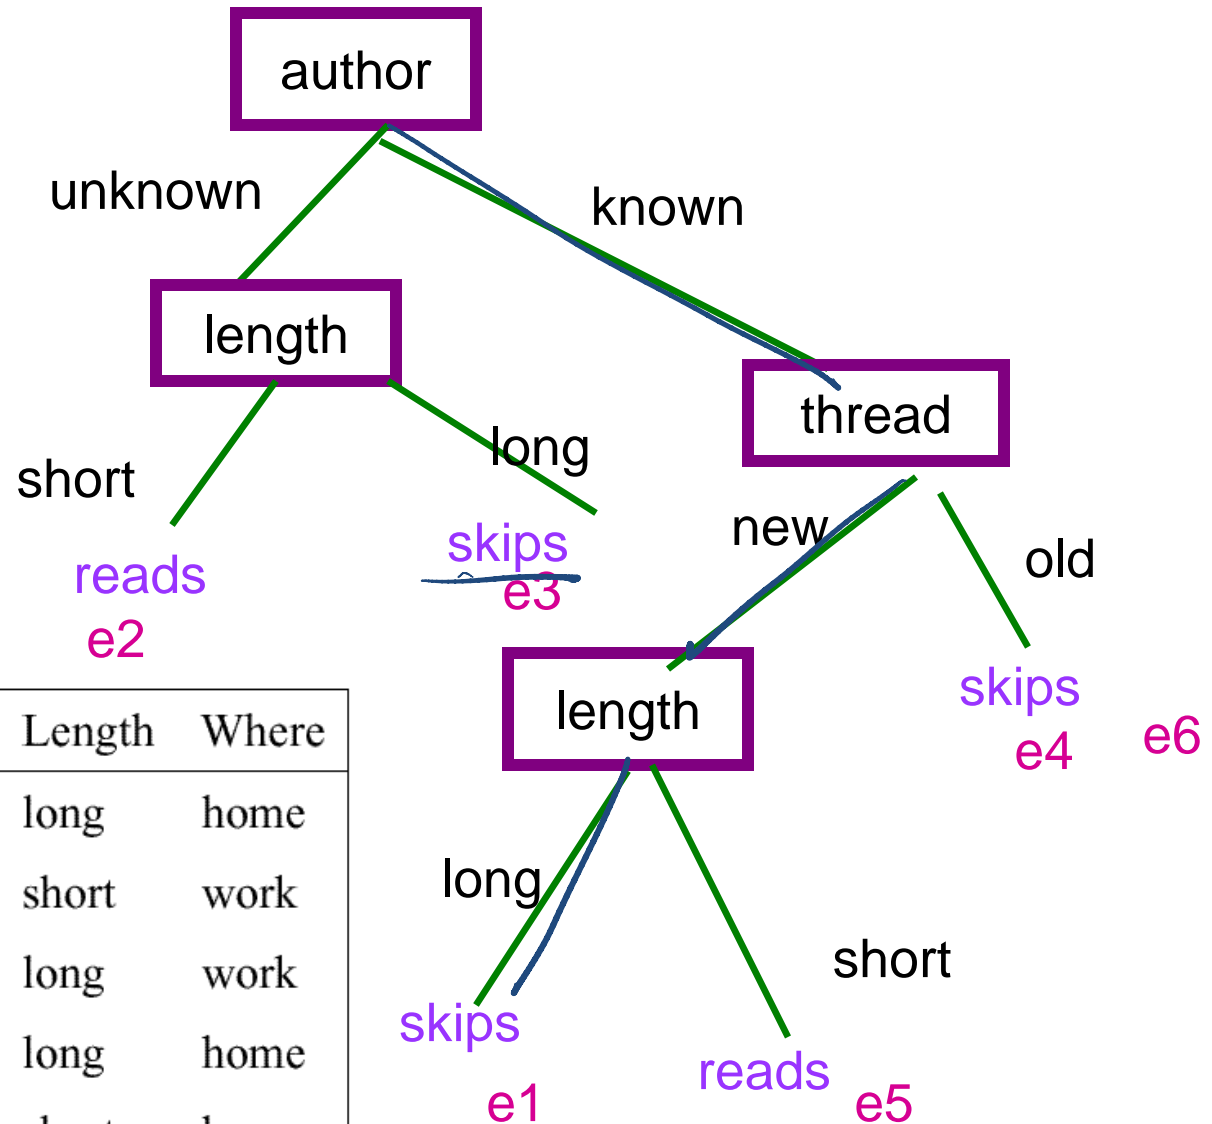 author
unknown
known
length
thread
short
long
new
old
reads
skips
e2
e3
length
skips
e4
e6
long
short
skips
reads
e1
e5
Length Where
long home
short work
long work
long home